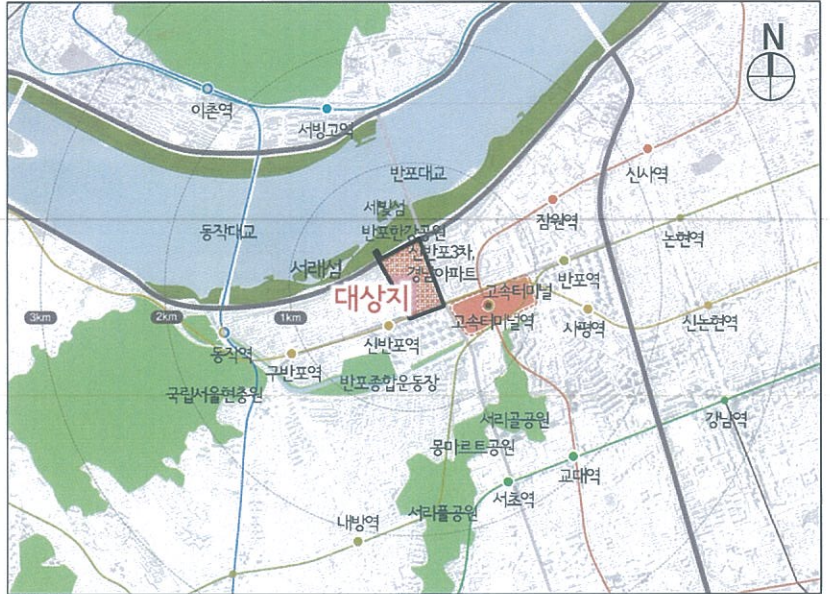 N
이촌역
서빙고역
신사역
반포대교
잠원역
서빛섬
동작대교
반포한강공원
논현역
신반포3차,
경남아파트
서래섬
반포역
대상지
고속터미널
3km
2km
1km
고속터미널역
사평역
신논현역
동작역
신반포역
구반포역
반포종합운동장
국립서울현충원
강남역
서리골공원
몽마르트공원
교대역
서초역
서리풀공원
내방역